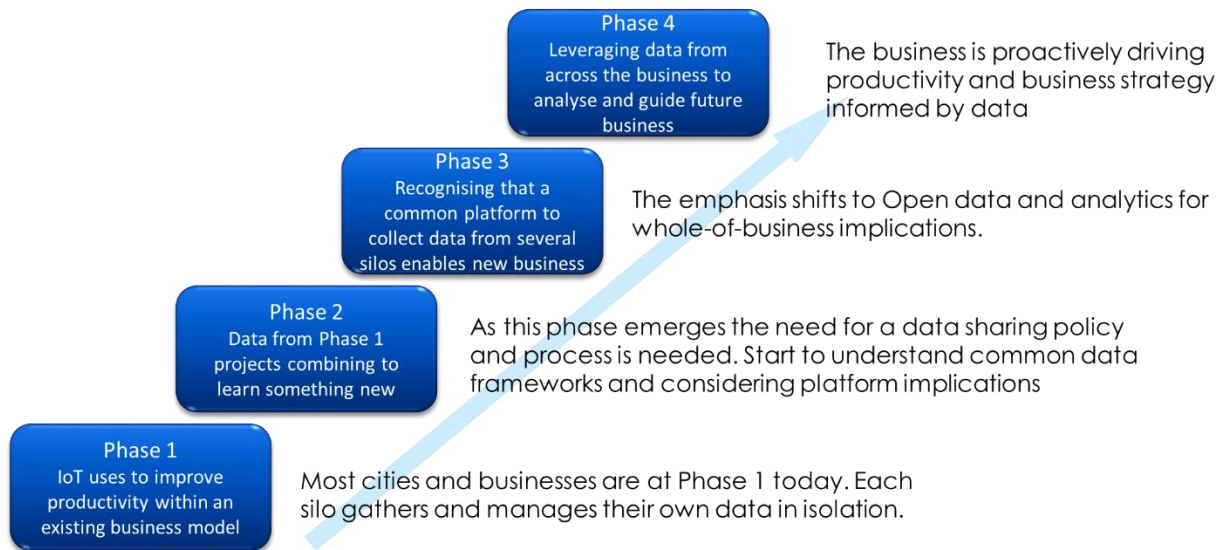 Phase 4
Leveraging data from
across the business to
analyse and guide future
business
The business is proactively driving
productivity and business strategy
informed by data
Phase 3
Recognising that a
common platform to
collect data from several
silos enables new business
The emphasis shifts to Open data and analytics for
whole-of-business implications.
Phase 2
Data from Phase 1
projects combining to
learn something new
As this phase emerges the need for a data sharing policy
and process is needed. Start to understand common data
frameworks and considering platform implications
Phase 1
IoT uses to improve
productivity within an
existing business model
Most cities and businesses are at Phase 1 today. Each
silo gathers and manages their own data in isolation.